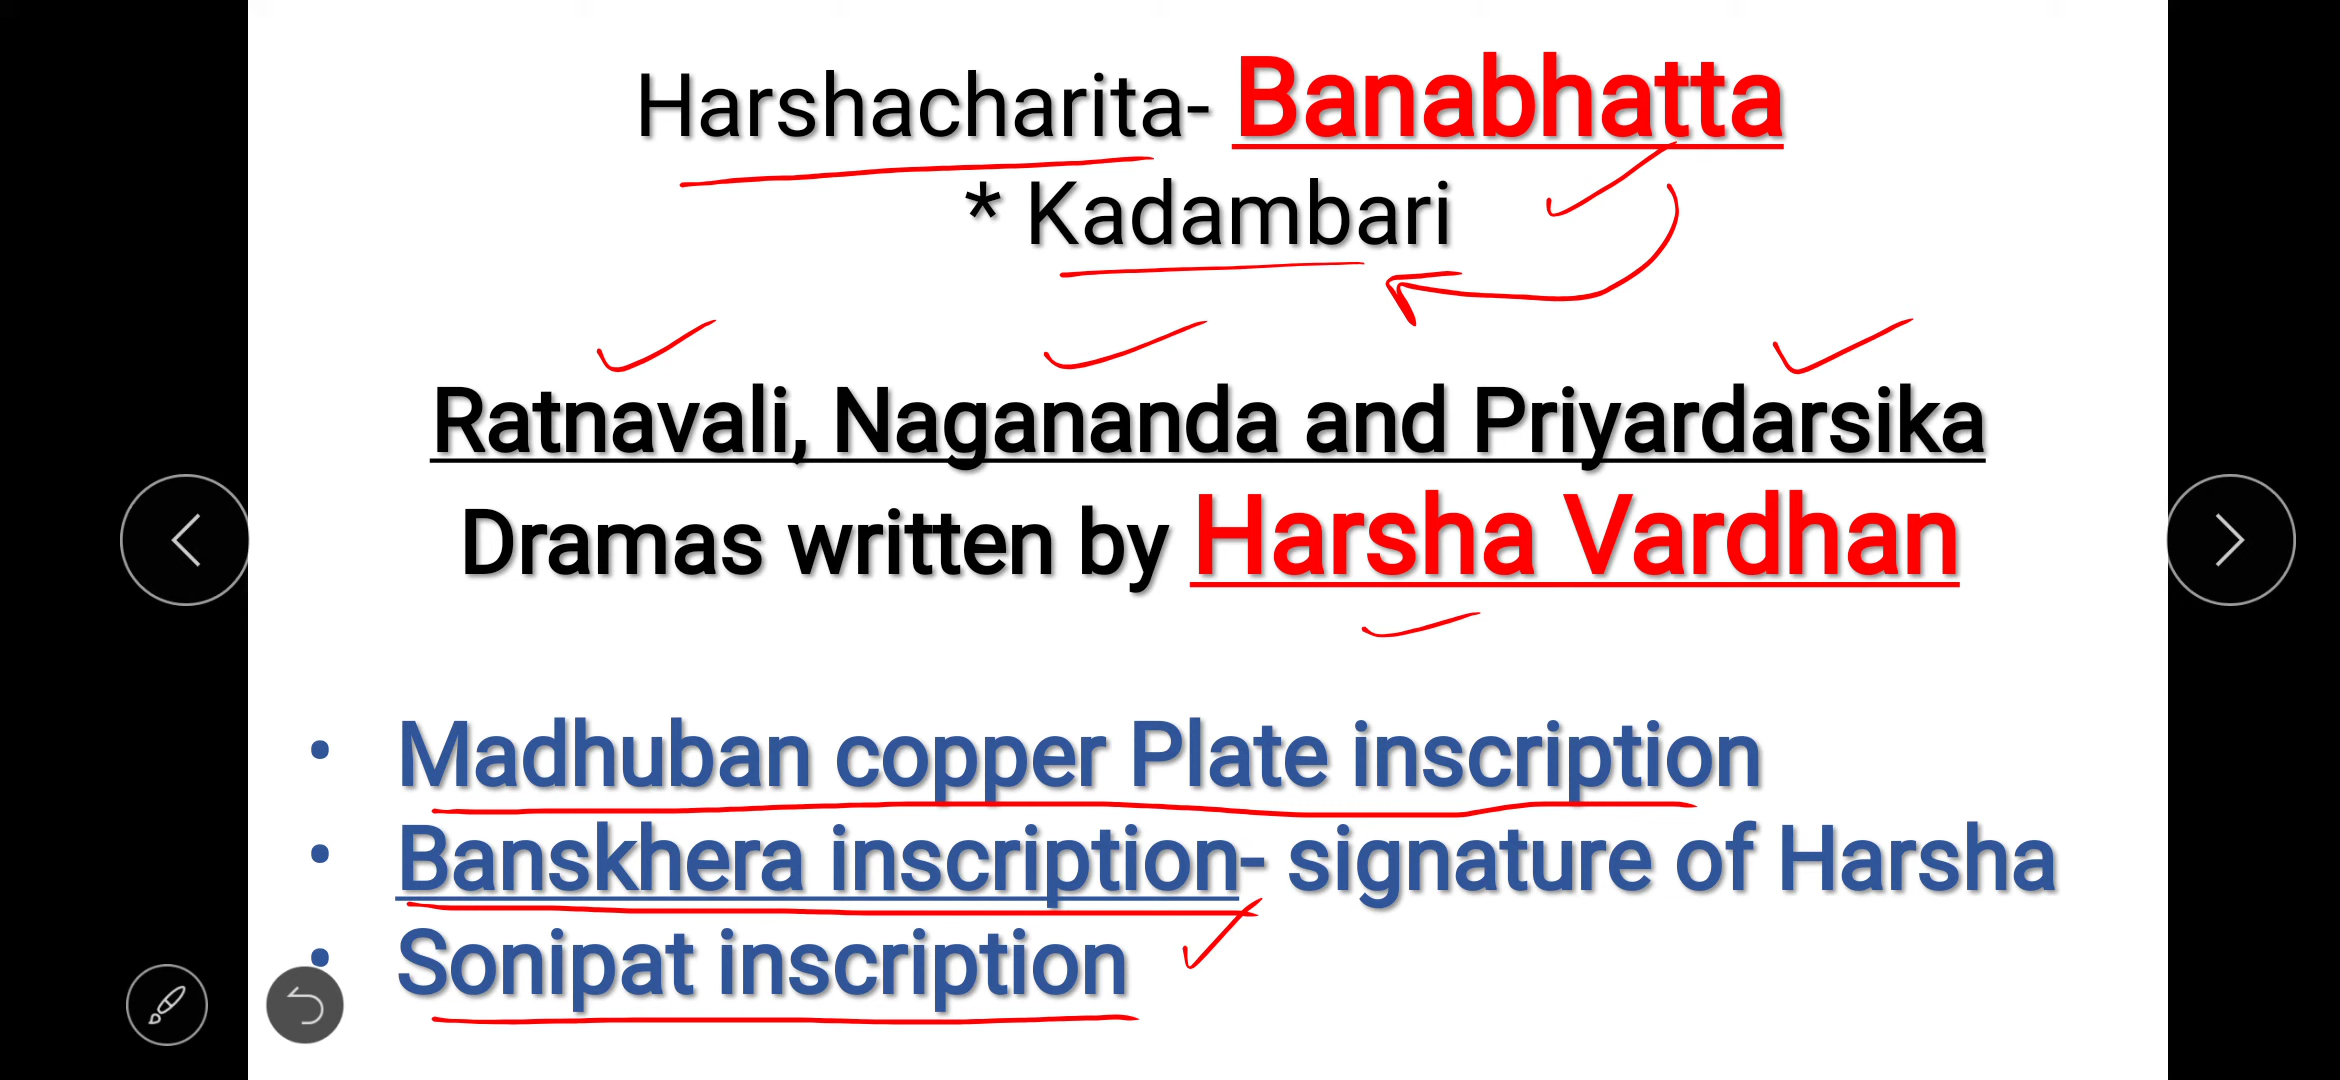 Harshacharita- Banabhatta
* Kadambari
Ratnavali, Nagananda and Priyardarsika
Dramas written by Harsha Vardhan
• Madhuban copper Plate inscription
• Banskhera inscription- signature of Harsha
• Sonipat inscription